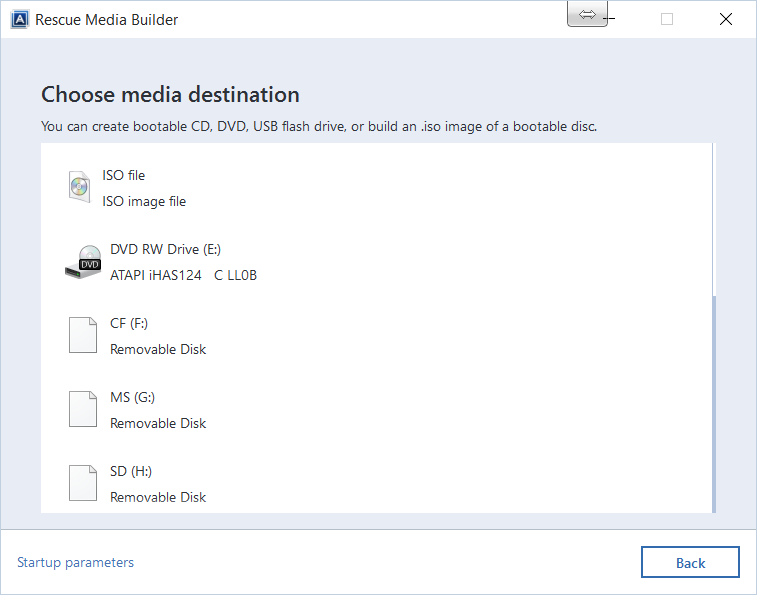 A Rescue Media Builder
Choose media destination
You can create bootable CD, DVD, USB flash drive, or build an .iso image of a bootable disc.
ISO file
ISO image file
DVD RW Drive (E:)
DVD
ATAPI iHAS124   C LL0B
CF (F:)
Removable Disk
MS (G:)
Removable Disk
SD (H:)
Removable Disk
Startup parameters
Back